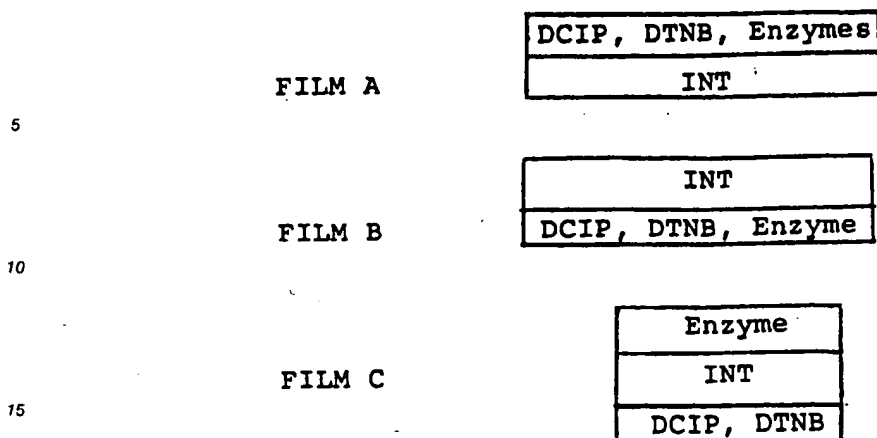 DCIP, DTNB, Enzymes
FILM A INT
5
INT
FILM B DCIP, DTNB, Enzyme
10
Enzyme
FILM C INT
15
DCIP, DTNB